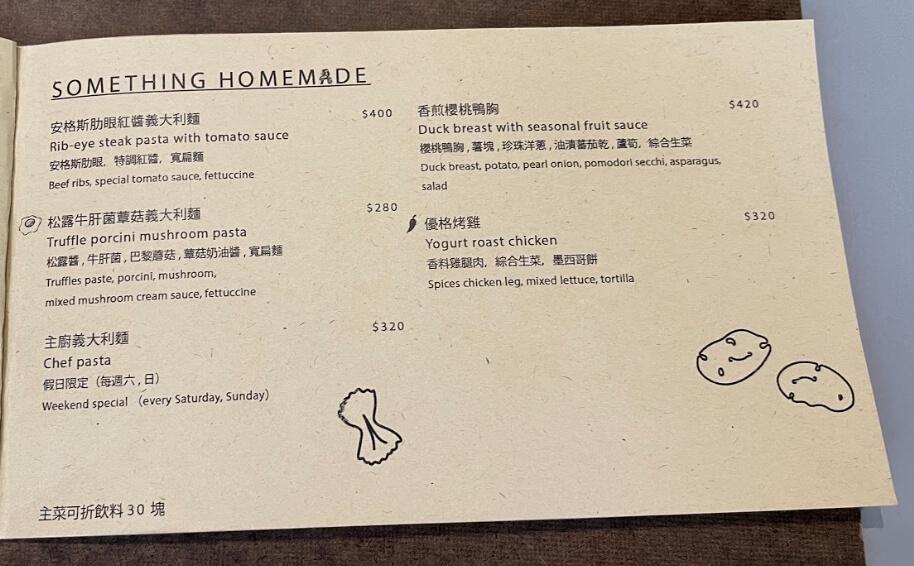 SOMETHING HOMEMADE
安格斯肋眼紅醬義大利麵 $400
Rib-eye steak pasta with tomato sauce
安格斯肋眼, 特調紅醬, 寬扁麵
Beef ribs, special tomato sauce, fettuccine
松露牛肝菌蕈菇義大利麵 $280
Truffle porcini mushroom pasta
松露醬, 牛肝菌, 巴黎蘑菇, 蕈菇奶油醬, 寬扁麵
Truffles paste, porcini, mushroom,
mixed mushroom cream sauce, fettuccine
主廚義大利麵 $320
Chef pasta
假日限定 (每週六, 日)
Weekend special (every Saturday, Sunday)
主菜可折飲料 30 塊
香煎櫻桃鴨胸 $420
Duck breast with seasonal fruit sauce
櫻桃鴨胸, 薯塊, 珍珠洋蔥, 油漬蕃茄乾, 蘆筍, 綜合生菜
Duck breast, potato, pearl onion, pomodori secchi, asparagus,
salad
優格烤雞 $320
Yogurt roast chicken
香料雞腿肉, 綜合生菜, 墨西哥餅
Spices chicken leg, mixed lettuce, tortilla